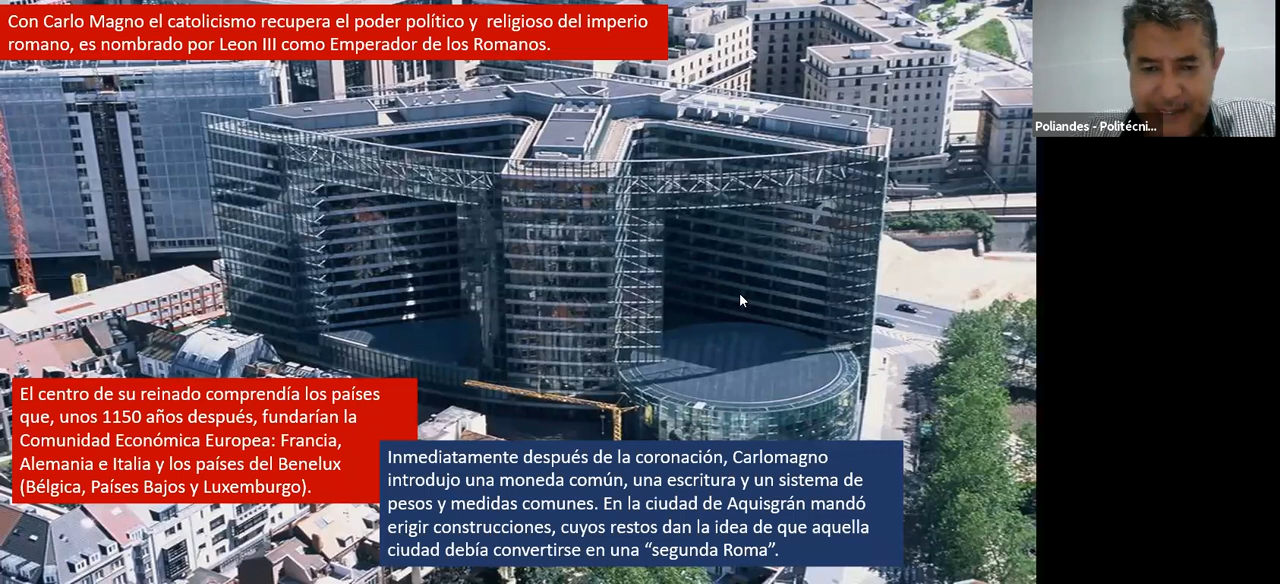 Con Carlo Magno el catolicismo recupera el poder político y  religioso del imperio
romano, es nombrado por Leon III como Emperador de los Romanos.
Poliandes - Politécni...
El centro de su reinado comprendía los países
que, unos 1150 años después, fundarían la
Comunidad Económica Europea: Francia,
Alemania e Italia y los países del Benelux
(Bélgica, Países Bajos y Luxemburgo).
Inmediatamente después de la coronación, Carlomagno
introdujo una moneda común, una escritura y un sistema de
pesos y medidas comunes. En la ciudad de Aquisgrán mandó
erigir construcciones, cuyos restos dan la idea de que aquella
ciudad debía convertirse en una “segunda Roma”.